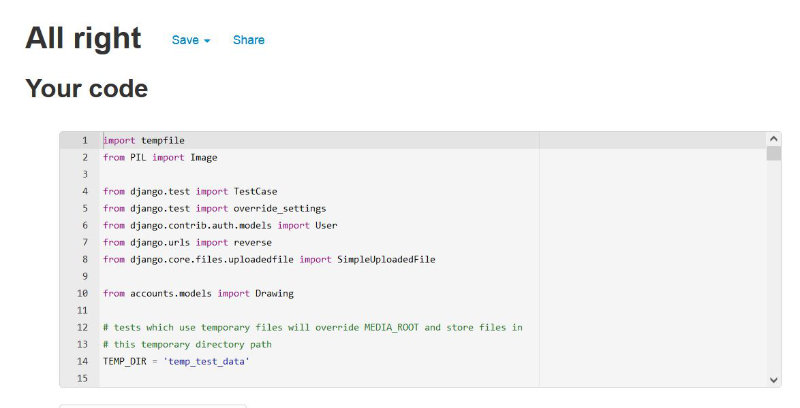 All right Save Share
Your code
1 import tempfile
2 from PIL import Image
3
4 from django.test import TestCase
5 from django.test import override_settings
6 from django.contrib.auth.models import User
7 from django.urls import reverse
8 from django.core.files.uploadedfile import SimpleUploadedFile
9
10 from accounts.models import Drawing
11
12 # tests which use temporary files will override MEDIA_ROOT and store files in
13 # this temporary directory path
14 TEMP_DIR = 'temp_test_data'
15